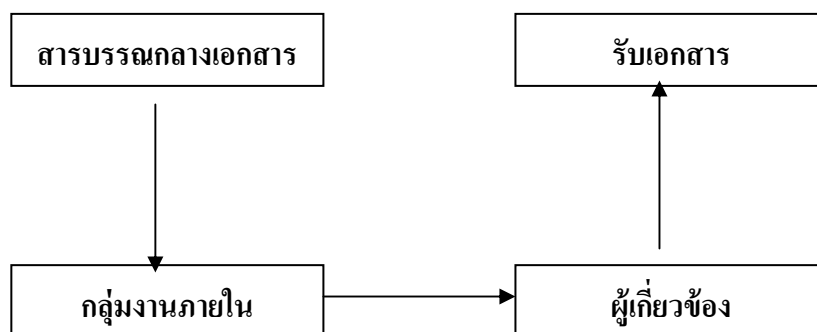 สารบรรณกลางเอกสาร
รับเอกสาร
กลุ่มงานภายใน
ผู้เกี่ยวข้อง